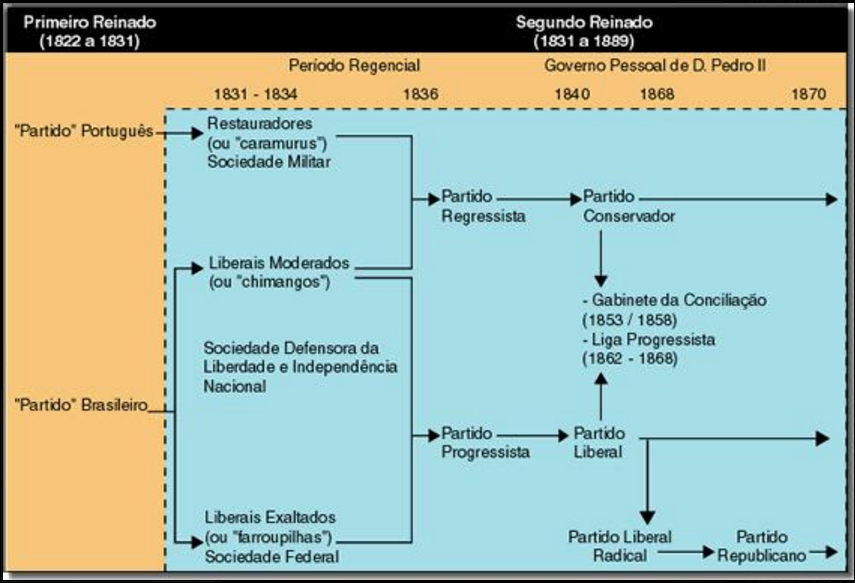 Primeiro Reinado
(1822 a 1831)
Segundo Reinado
(1831 a 1889)
Período Regencial
Governo Pessoal de D. Pedro II
1831 - 1834
1836
1840
1868
1870
"Partido" Português
Restauradores
(ou "caramurus")
Sociedade Militar
Partido
Regressista
Partido
Conservador
Liberais Moderados
(ou "chimangos")
- Gabinete da Conciliação
(1853 / 1858)
- Liga Progressista
(1862 - 1868)
Sociedade Defensora da
Liberdade e Independência
Nacional
"Partido" Brasileiro
Partido
Progressista
Partido
Liberal
Liberais Exaltados
(ou "farroupilhas")
Sociedade Federal
Partido Liberal
Radical
Partido
Republicano